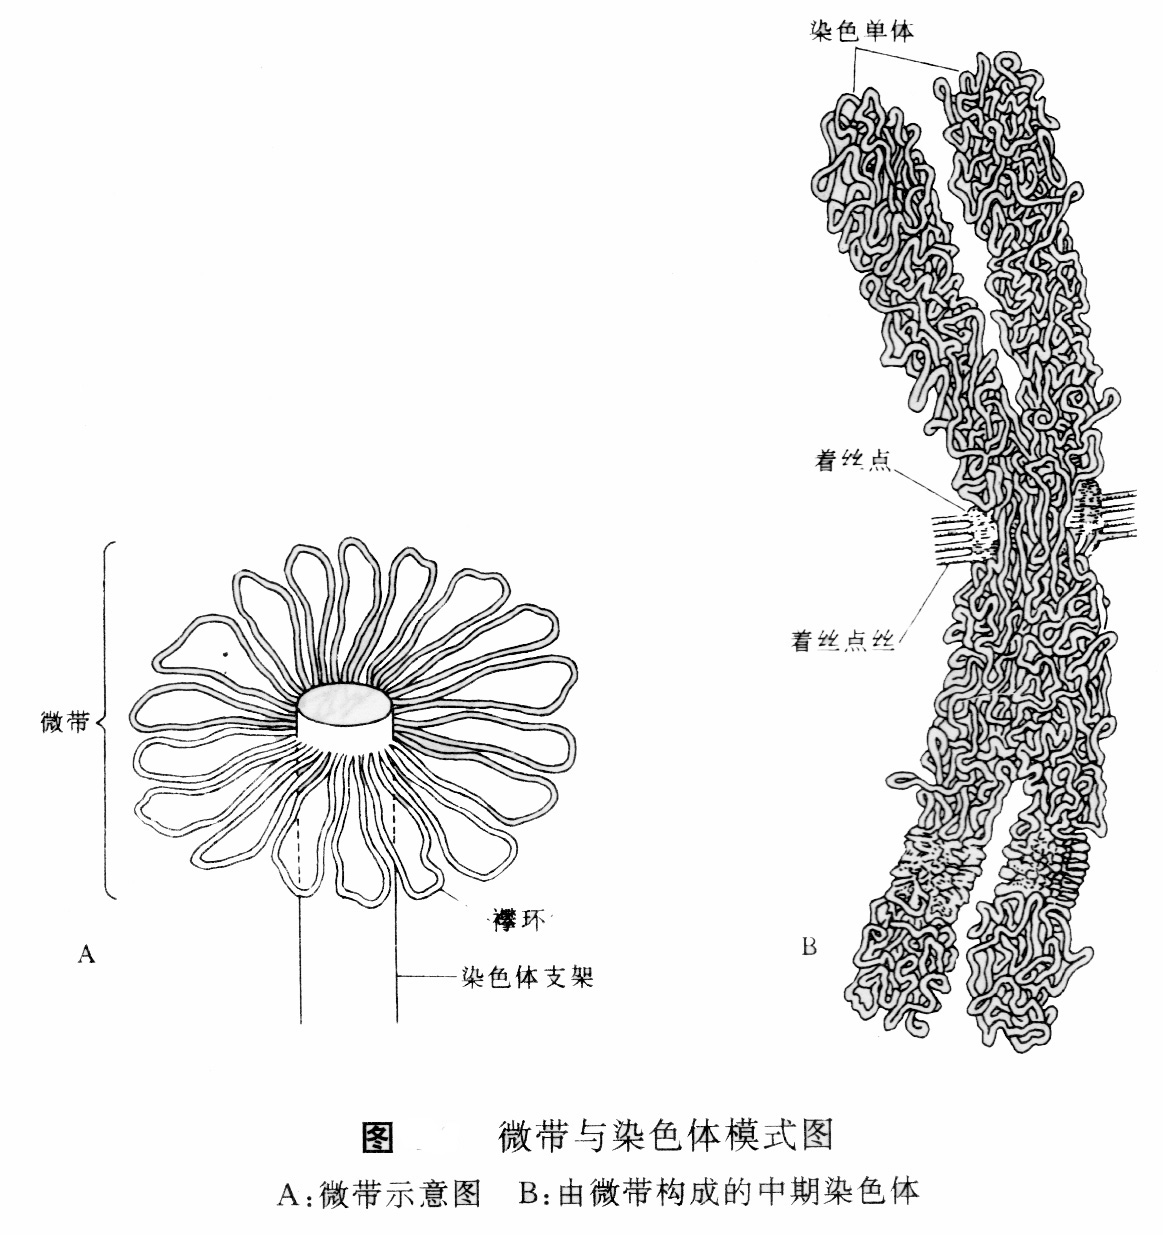 染色单体
着丝点
着丝点丝
微带
襻环
染色体支架
A
B
图 微带与染色体模式图
A:微带示意图 B:由微带构成的中期染色体